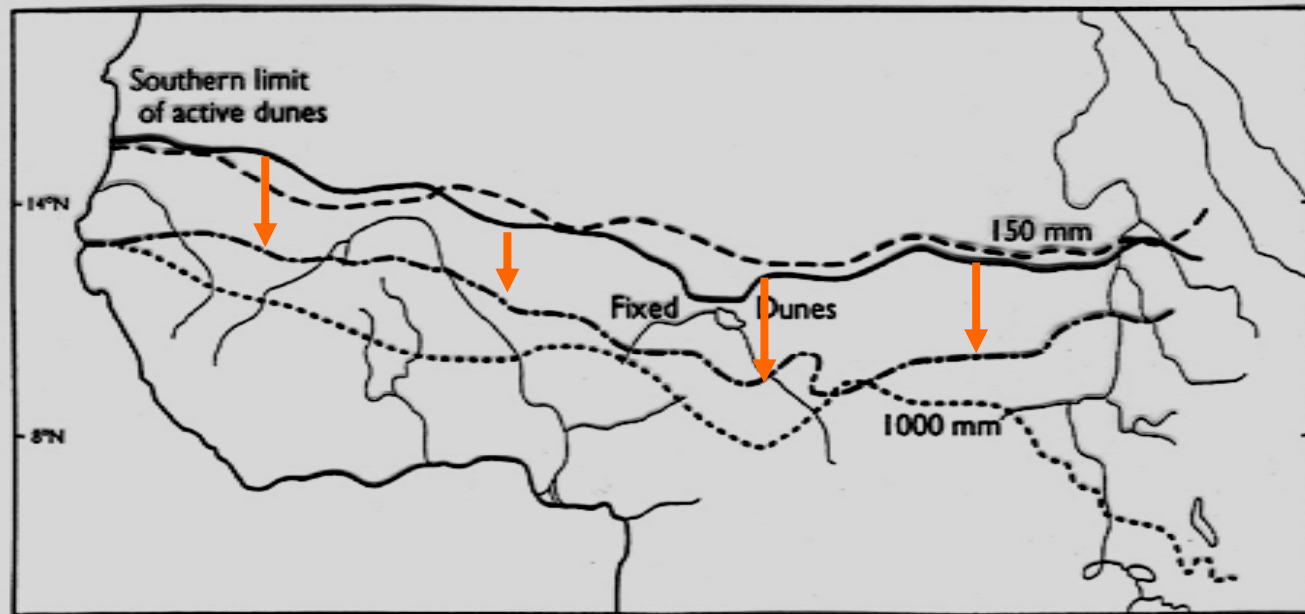 Southern limit
of active dunes
14°N
150 mm
Fixed Dunes
1000 mm
8°N